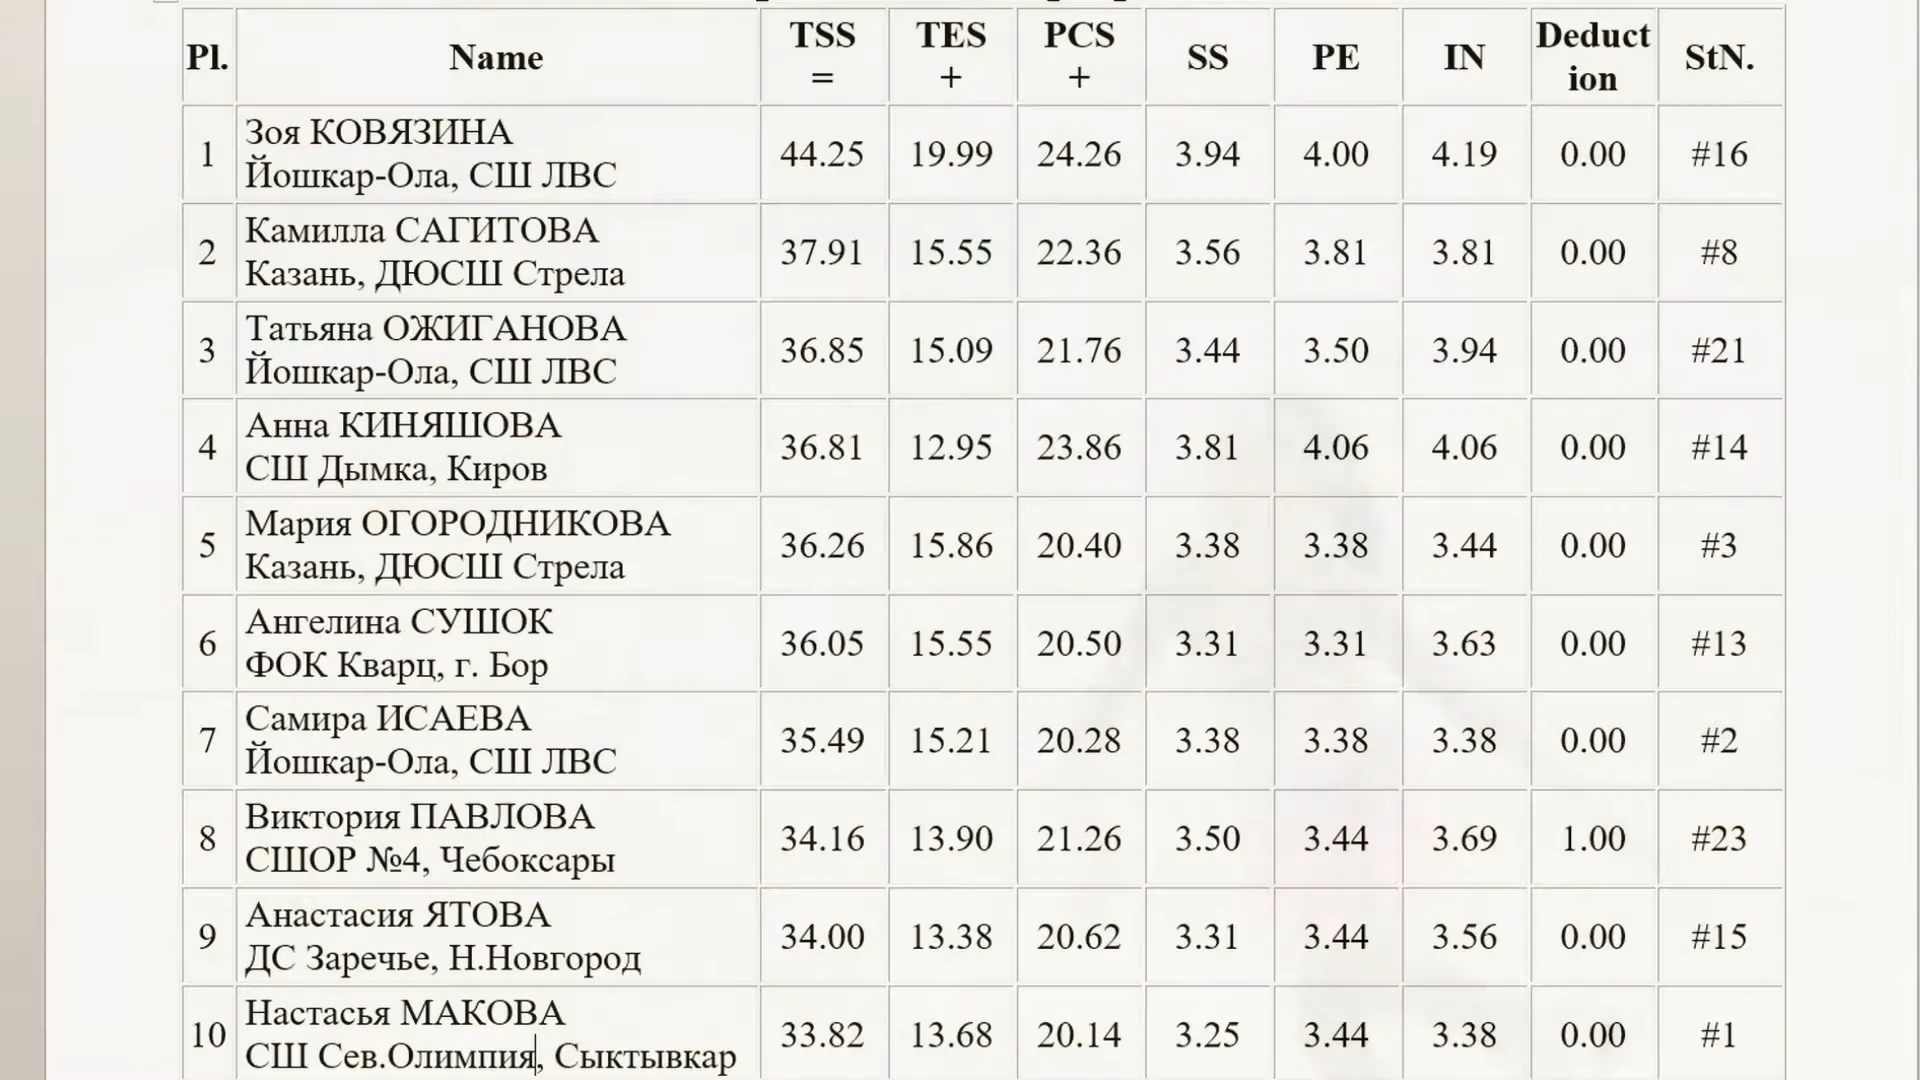 Pl. Name TSS = TES + PCS + SS PE IN Deduct ion StN.
1 Зоя КОВЯЗИНА 44.25 19.99 24.26 3.94 4.00 4.19 0.00 #16
Йошкар-Ола, СШ ЛВС
2 Камилла САГИТОВА 37.91 15.55 22.36 3.56 3.81 3.81 0.00 #8
Казань, ДЮСШ Стрела
3 Татьяна ОЖИГАНОВА 36.85 15.09 21.76 3.44 3.50 3.94 0.00 #21
Йошкар-Ола, СШ ЛВС
4 Анна КИНЯШОВА 36.81 12.95 23.86 3.81 4.06 4.06 0.00 #14
СШ Дымка, Киров
5 Мария ОГОРОДНИКОВА 36.26 15.86 20.40 3.38 3.38 3.44 0.00 #3
Казань, ДЮСШ Стрела
6 Ангелина СУШОК 36.05 15.55 20.50 3.31 3.31 3.63 0.00 #13
ФОК Кварц, г. Бор
7 Самира ИСАЕВА 35.49 15.21 20.28 3.38 3.38 3.38 0.00 #2
Йошкар-Ола, СШ ЛВС
8 Виктория ПАВЛОВА 34.16 13.90 21.26 3.50 3.44 3.69 1.00 #23
СШОР №4, Чебоксары
9 Анастасия ЯТОВА 34.00 13.38 20.62 3.31 3.44 3.56 0.00 #15
ДС Заречье, Н.Новгород
10 Настасья МАКОВА 33.82 13.68 20.14 3.25 3.44 3.38 0.00 #1
СШ Сев.Олимпия, Сыктывкар